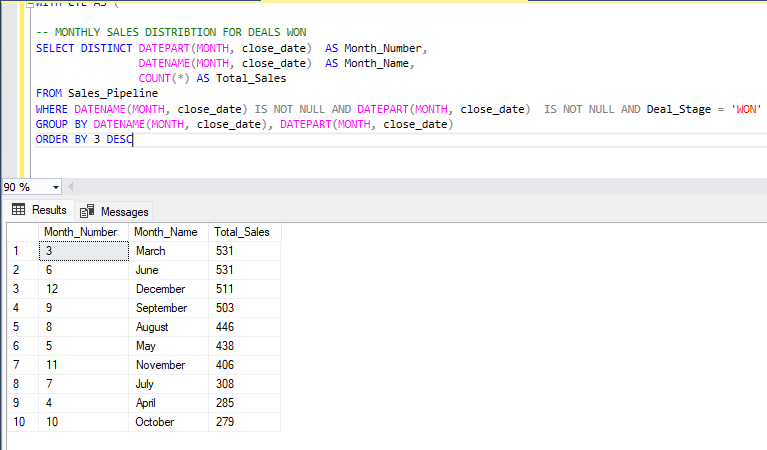 WITH CTE AS (
-- MONTHLY SALES DISTRIBTION FOR DEALS WON
SELECT DISTINCT DATEPART(MONTH, close_date)  AS Month_Number,
DATENAME(MONTH, close_date)  AS Month_Name,
COUNT(*) AS Total_Sales
FROM Sales_Pipeline
WHERE DATENAME(MONTH, close_date) IS NOT NULL AND DATEPART(MONTH, close_date)  IS NOT NULL AND Deal_Stage = 'WON'
GROUP BY DATENAME(MONTH, close_date), DATEPART(MONTH, close_date)
ORDER BY 3 DESC
90 %
Results Messages
Month_Number Month_Name Total_Sales
1 3 March 531
2 6 June 531
3 12 December 511
4 9 September 503
5 8 August 446
6 5 May 438
7 11 November 406
8 7 July 308
9 4 April 285
10 10 October 279